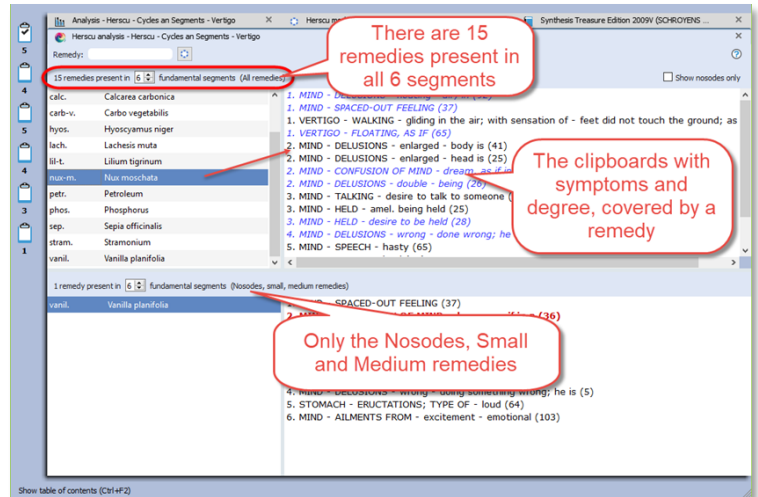 Analysis - Herscu - Cycles an Segments - Vertigo
Herscu
Synthesis Treasure Edition 2009V (SCHROYENS ...
Herscu analysis - Herscu - Cycles an Segments - Vertigo
Remedy:
There are 15
remedies present in
all 6 segments
15 remedies present in 6 fundamental segments (All remedies)
Show nosodes only
5
4
5
4
3
1
calc. Calcarea carbonica
carb-v. Carbo vegetabilis
hyos. Hyoscyamus niger
lach. Lachesis muta
lil-t. Lilium tigrinum
nux-m. Nux moschata
petr. Petroleum
phos. Phosphorus
sep. Sepia officinalis
stram. Stramonium
vanil. Vanilla planifolia
1. MIND - DELUSIONS
1. MIND - SPACED-OUT FEELING (37)
1. VERTIGO - WALKING - gliding in the air; with sensation of - feet did not touch the ground; as
1. VERTIGO - FLOATING, AS IF (65)
2. MIND - DELUSIONS - enlarged - body is (41)
2. MIND - DELUSIONS - enlarged - head is (25)
2. MIND - CONFUSION OF MIND - dream, as if in
2. MIND - DELUSIONS - double - being (26)
3. MIND - TALKING - desire to talk to someone
3. MIND - HELD - amel. being held (25)
3. MIND - HELD - desire to be held (28)
4. MIND - DELUSIONS - wrong - done wrong; he
5. MIND - SPEECH - hasty (65)
The clipboards with
symptoms and
degree, covered by a
remedy
1 remedy present in 6 fundamental segments (Nosodes, small, medium remedies)
vanil. Vanilla planifolia
SPACED-OUT FEELING (37)
(36)
Only the Nosodes, Small
and Medium remedies
4. MIND - DELUSIONS - wrong - doing something wrong; he is (5)
5. STOMACH - ERUCTATIONS; TYPE OF - loud (64)
6. MIND - AILMENTS FROM - excitement - emotional (103)
Show table of contents (Ctrl+F2)